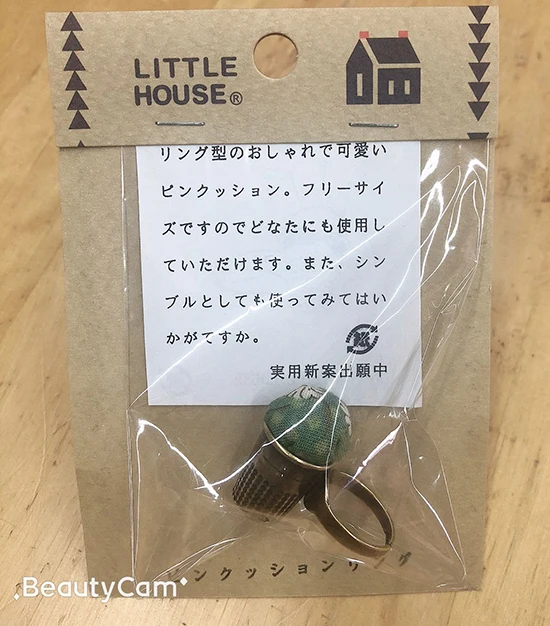 LITTLE
HOUSE®
リング型のおしゃれで可愛い
ピンクッション。フリーサイ
ズですのでどなたにも使用し
ていただけます。また、シン
ブルとしても使ってみてはい
かがですか。
実用新案出願中
ンクッションリング
BeautyCam